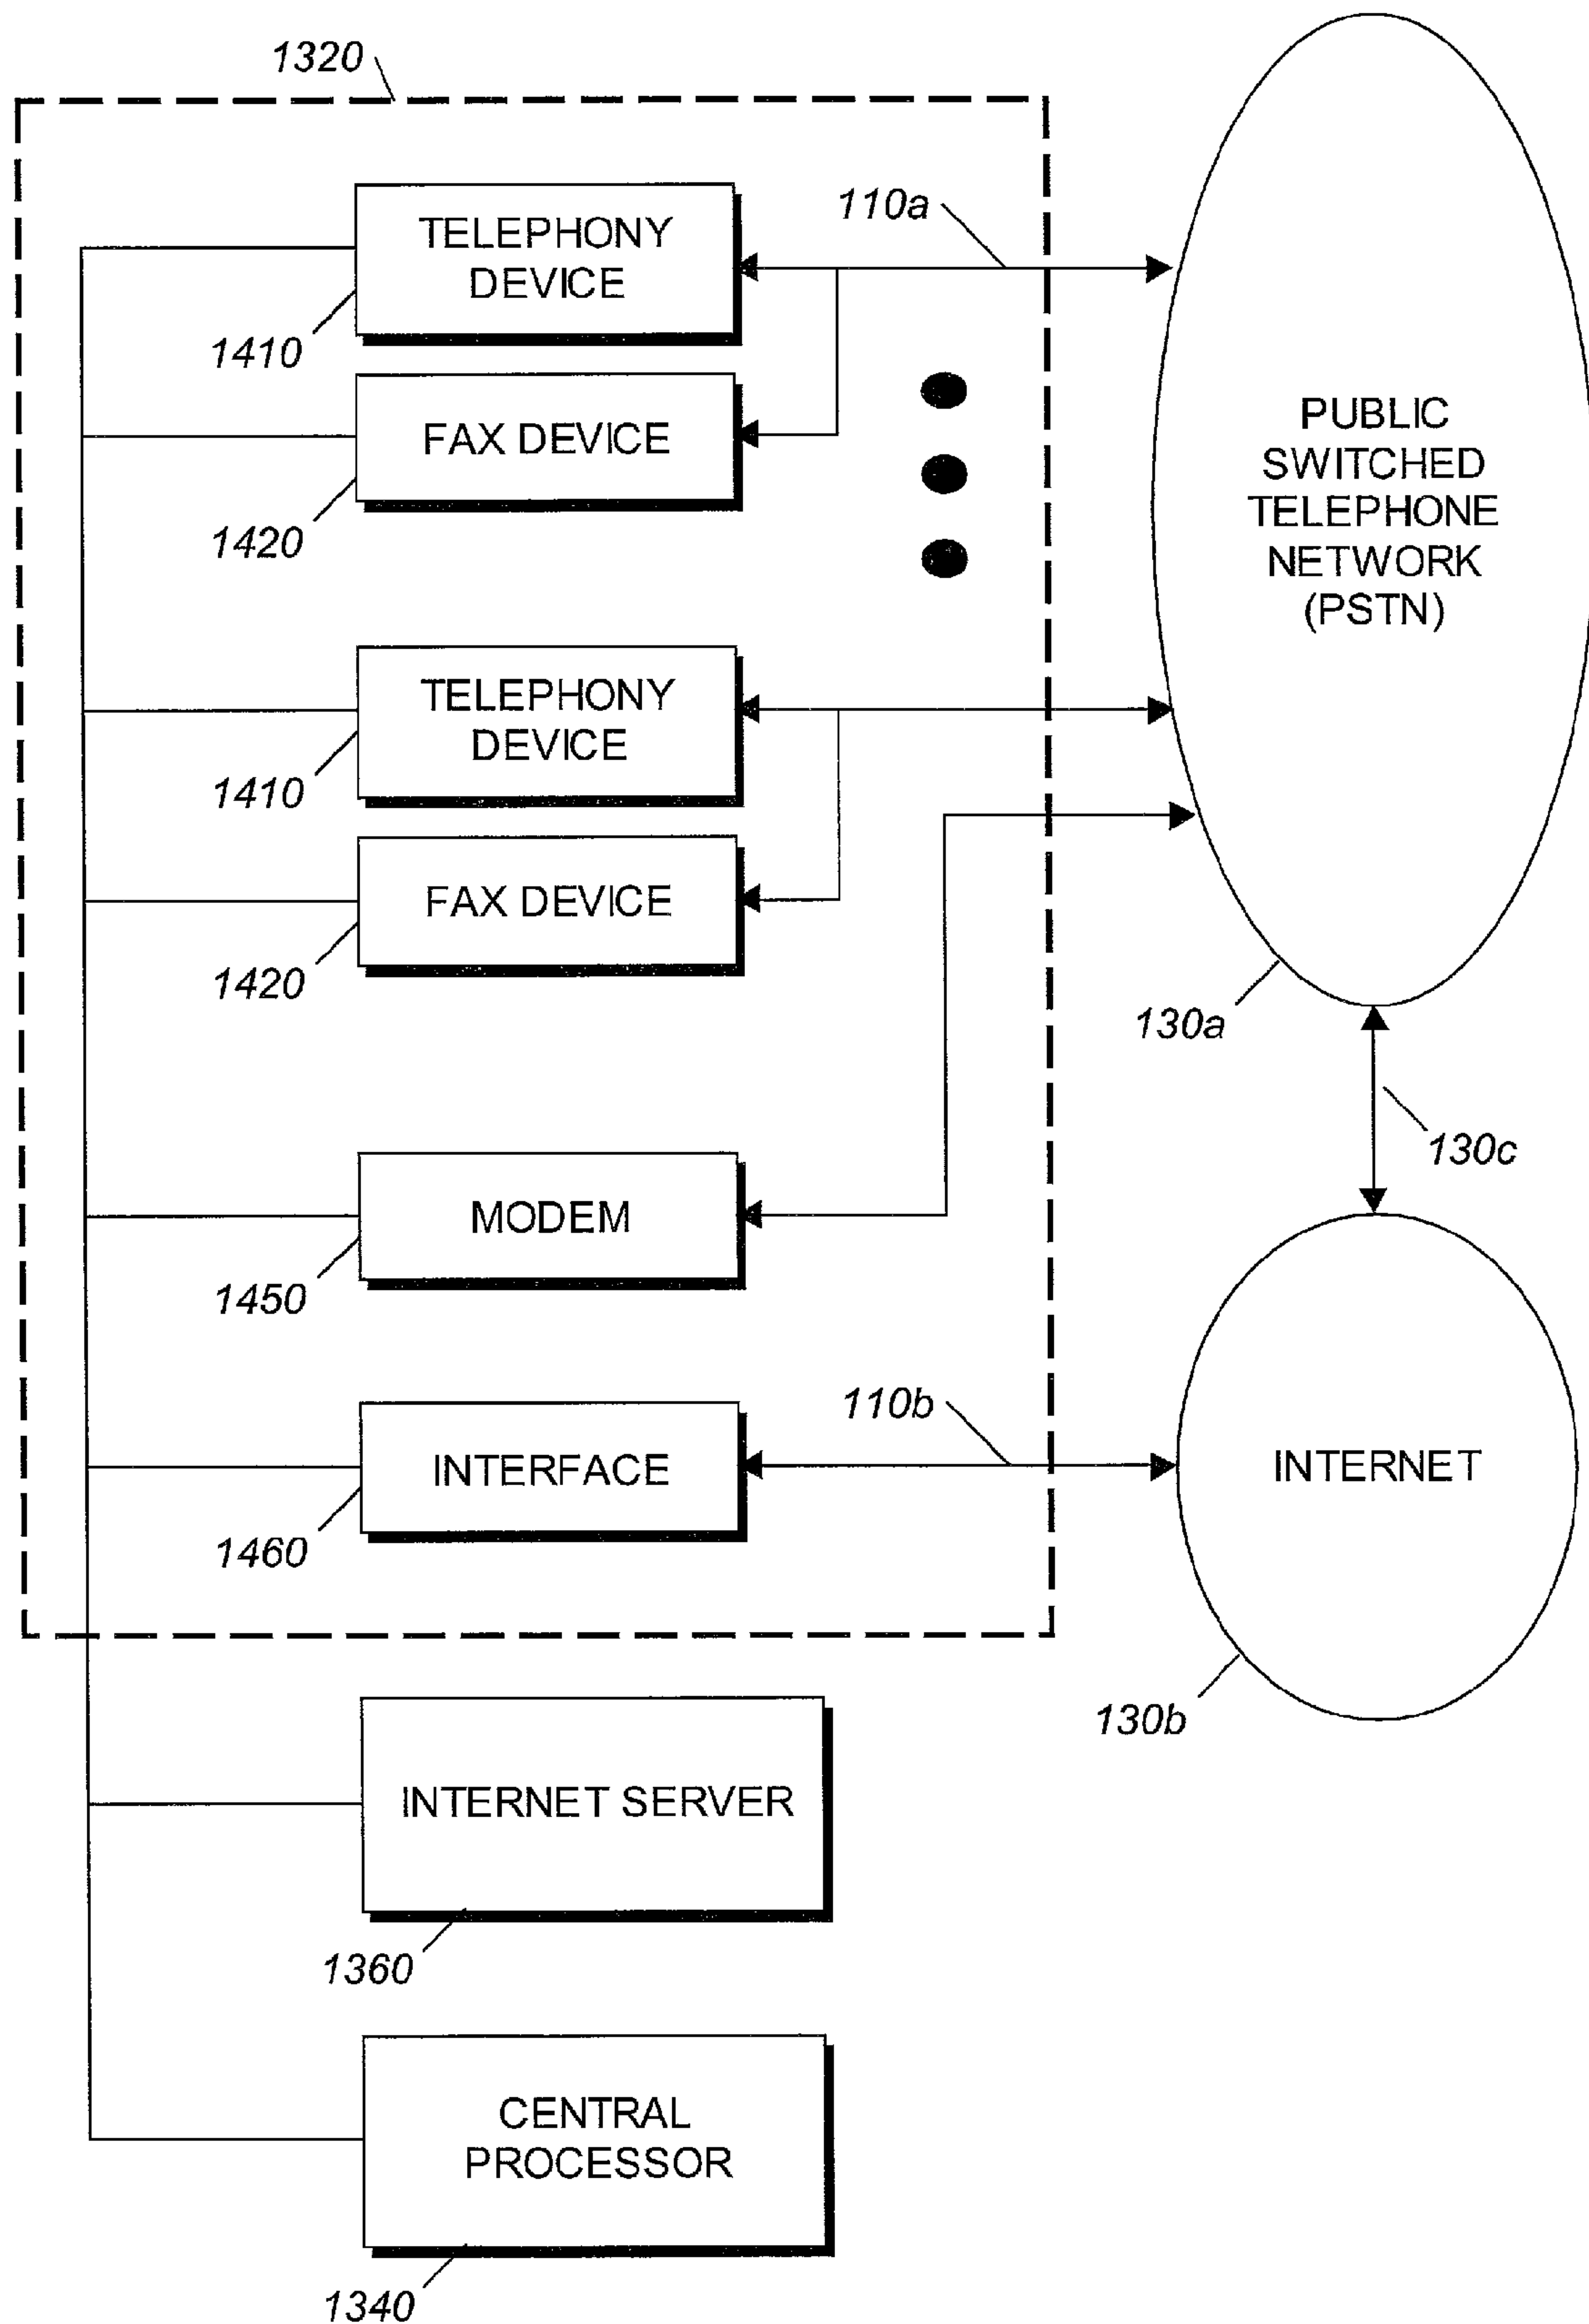 1320
TELEPHONY
DEVICE
1410
110a
FAX DEVICE
1420
PUBLIC
SWITCHED
TELEPHONE
NETWORK
(PSTN)
TELEPHONY
DEVICE
1410
FAX DEVICE
1420
130a
130c
MODEM
1450
110b
INTERFACE
1460
INTERNET
130b
INTERNET SERVER
1360
CENTRAL
PROCESSOR
1340